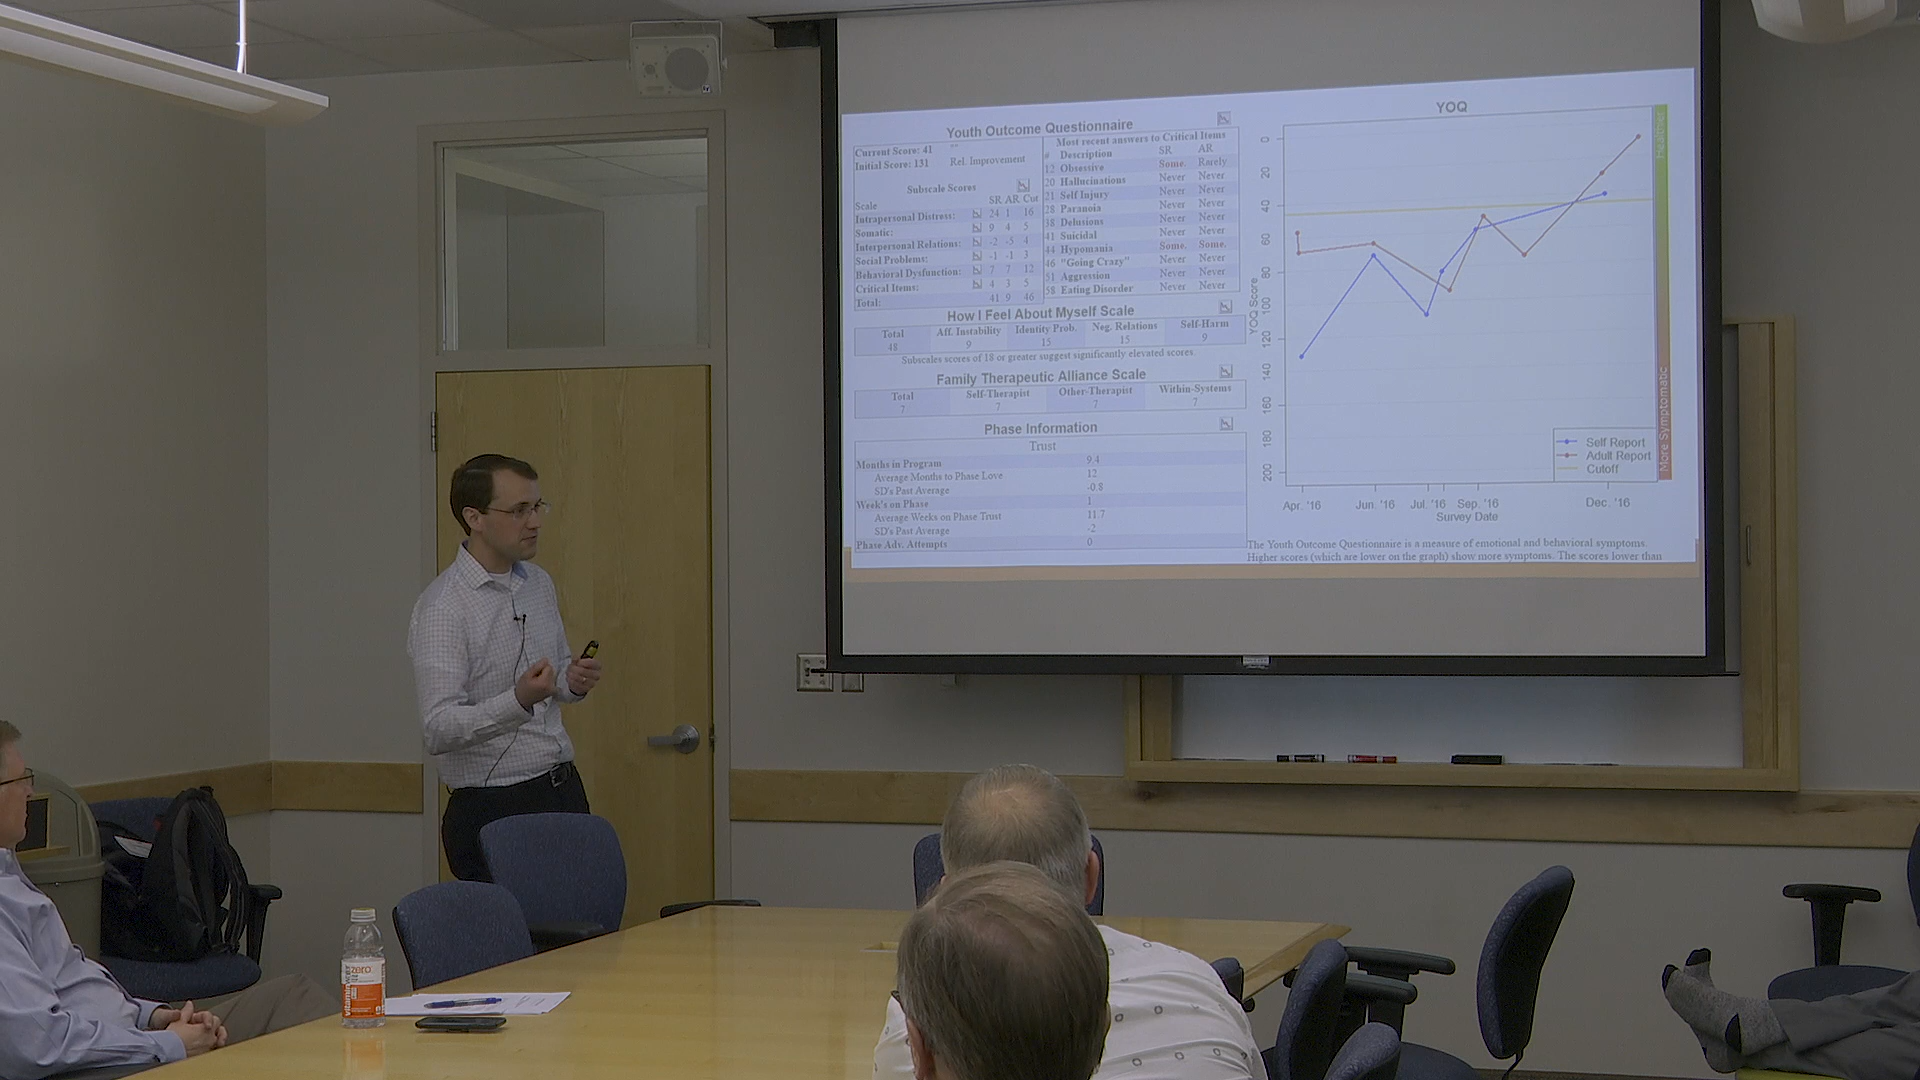 Youth Outcome Questionnaire
Current Score: 41 --
Initial Score: 131 Rel. Improvement
Subscale Scores
Scale SR AR Cut
Intrapersonal Distress: 24 1 16
Somatic: 9 4 5
Interpersonal Relations: -2 -5 4
Social Problems: -1 -1 3
Behavioral Dysfunction: 7 7 12
Critical Items: 4 3 5
Total: 41 9 46
Most recent answers to Critical Items
# Description SR AR
12 Obsessive Some. Rarely
20 Hallucinations Never Never
21 Self Injury Never Never
28 Paranoia Never Never
38 Delusions Never Never
41 Suicidal Never Never
44 Hypomania Some. Some.
46 "Going Crazy" Never Never
51 Aggression Never Never
58 Eating Disorder Never Never
How I Feel About Myself Scale
Total Aff. Instability Identity Prob. Neg. Relations Self-Harm
48 9 15 15 9
Subscales scores of 18 or greater suggest significantly elevated scores.
Family Therapeutic Alliance Scale
Total Self-Therapist Other-Therapist Within-Systems
7 7 7 7
Phase Information
Trust
Months in Program 9.4
Average Months to Phase Love 12
SD's Past Average -0.8
Week's on Phase 1
Average Weeks on Phase Trust 11.7
SD's Past Average -2
Phase Adv. Attempts 0
YOQ
YOQ Score
0
20
40
60
80
100
120
140
160
180
200
Healthier
More Symptomatic
Self Report
Adult Report
Cutoff
Apr. '16 Jun. '16 Jul. '16 Sep. '16 Dec. '16
Survey Date
The Youth Outcome Questionnaire is a measure of emotional and behavioral symptoms.
Higher scores (which are lower on the graph) show more symptoms. The scores lower than
zero